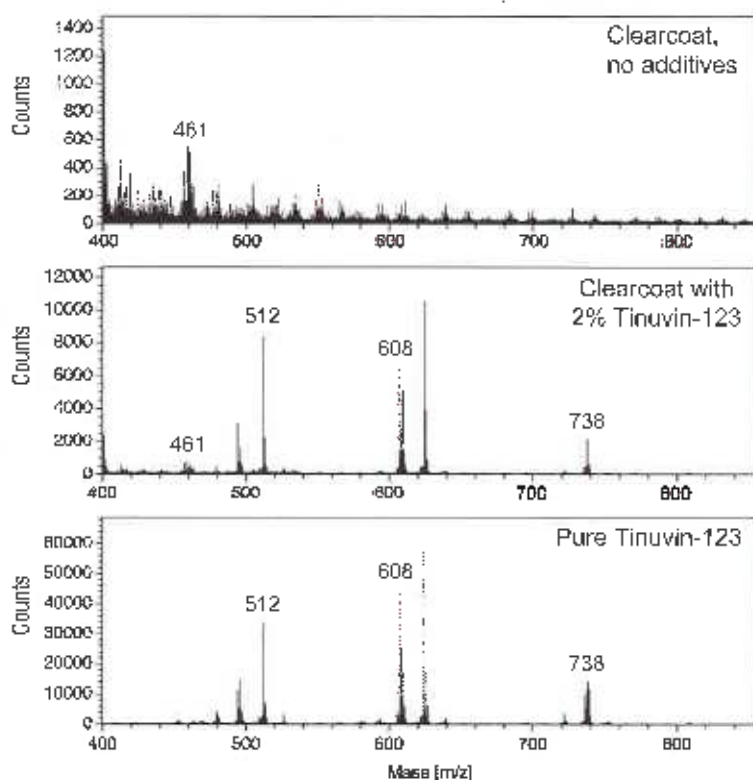 Clearcoat,
no additives
Counts
1400
1200
1000
800
600
400
200
0
461
400 500 600 700 800
Clearcoat with
2% Tinuvin-123
Counts
12000
10000
8000
6000
4000
2000
0
512
608
461
738
400 500 600 700 800
Pure Tinuvin-123
Counts
60000
50000
40000
30000
20000
10000
0
512
608
738
400 500 600 700 800
Mass [m/z]